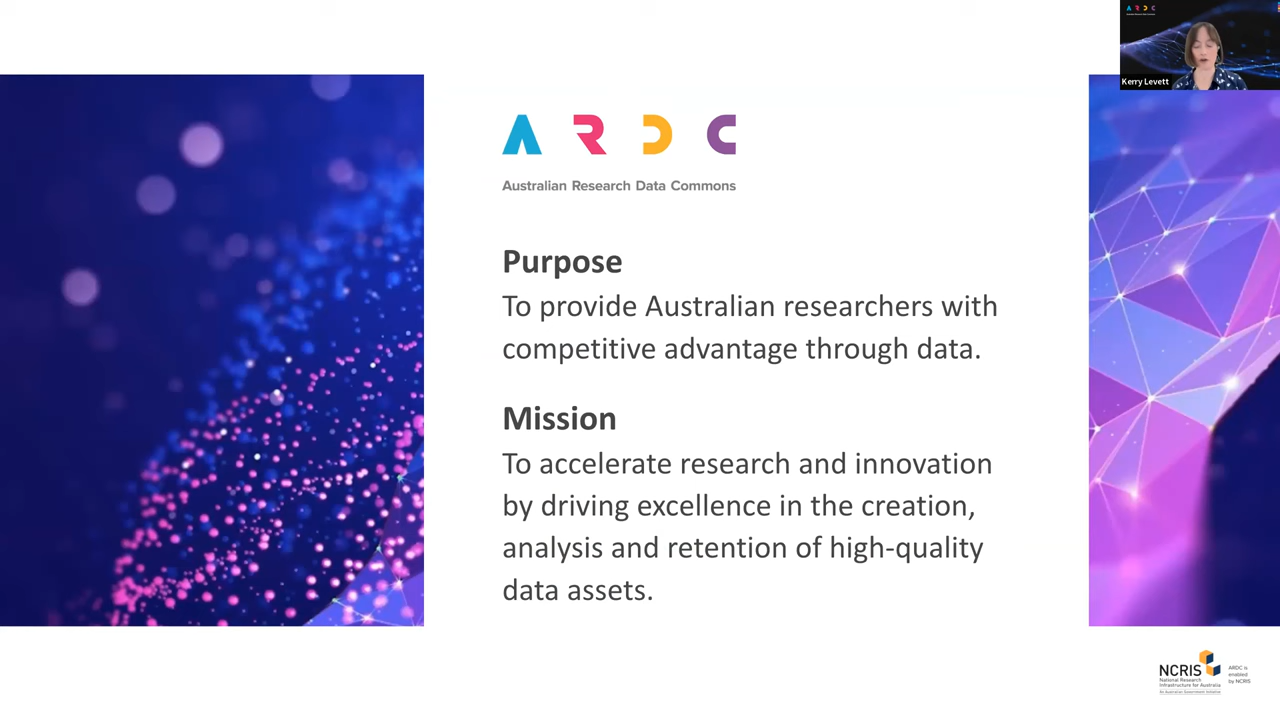 A R D C
Kerry Levett
A R D C
Australian Research Data Commons
Purpose
To provide Australian researchers with
competitive advantage through data.
Mission
To accelerate research and innovation
by driving excellence in the creation,
analysis and retention of high-quality
data assets.
NCRIS
National Research
Infrastructure for Australia
An Australian Government Initiative
ARDC is
enabled
by NCRIS